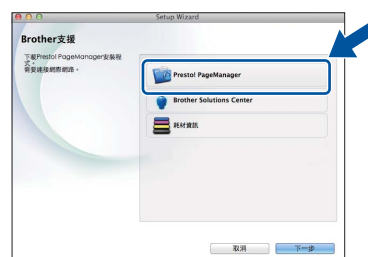 Setup Wizard
Brother支援
下載Presto! PageManager安裝程
式。
需要連接網際網路。
Presto! PageManager
Brother Solutions Center
耗材資訊
取消
下一步